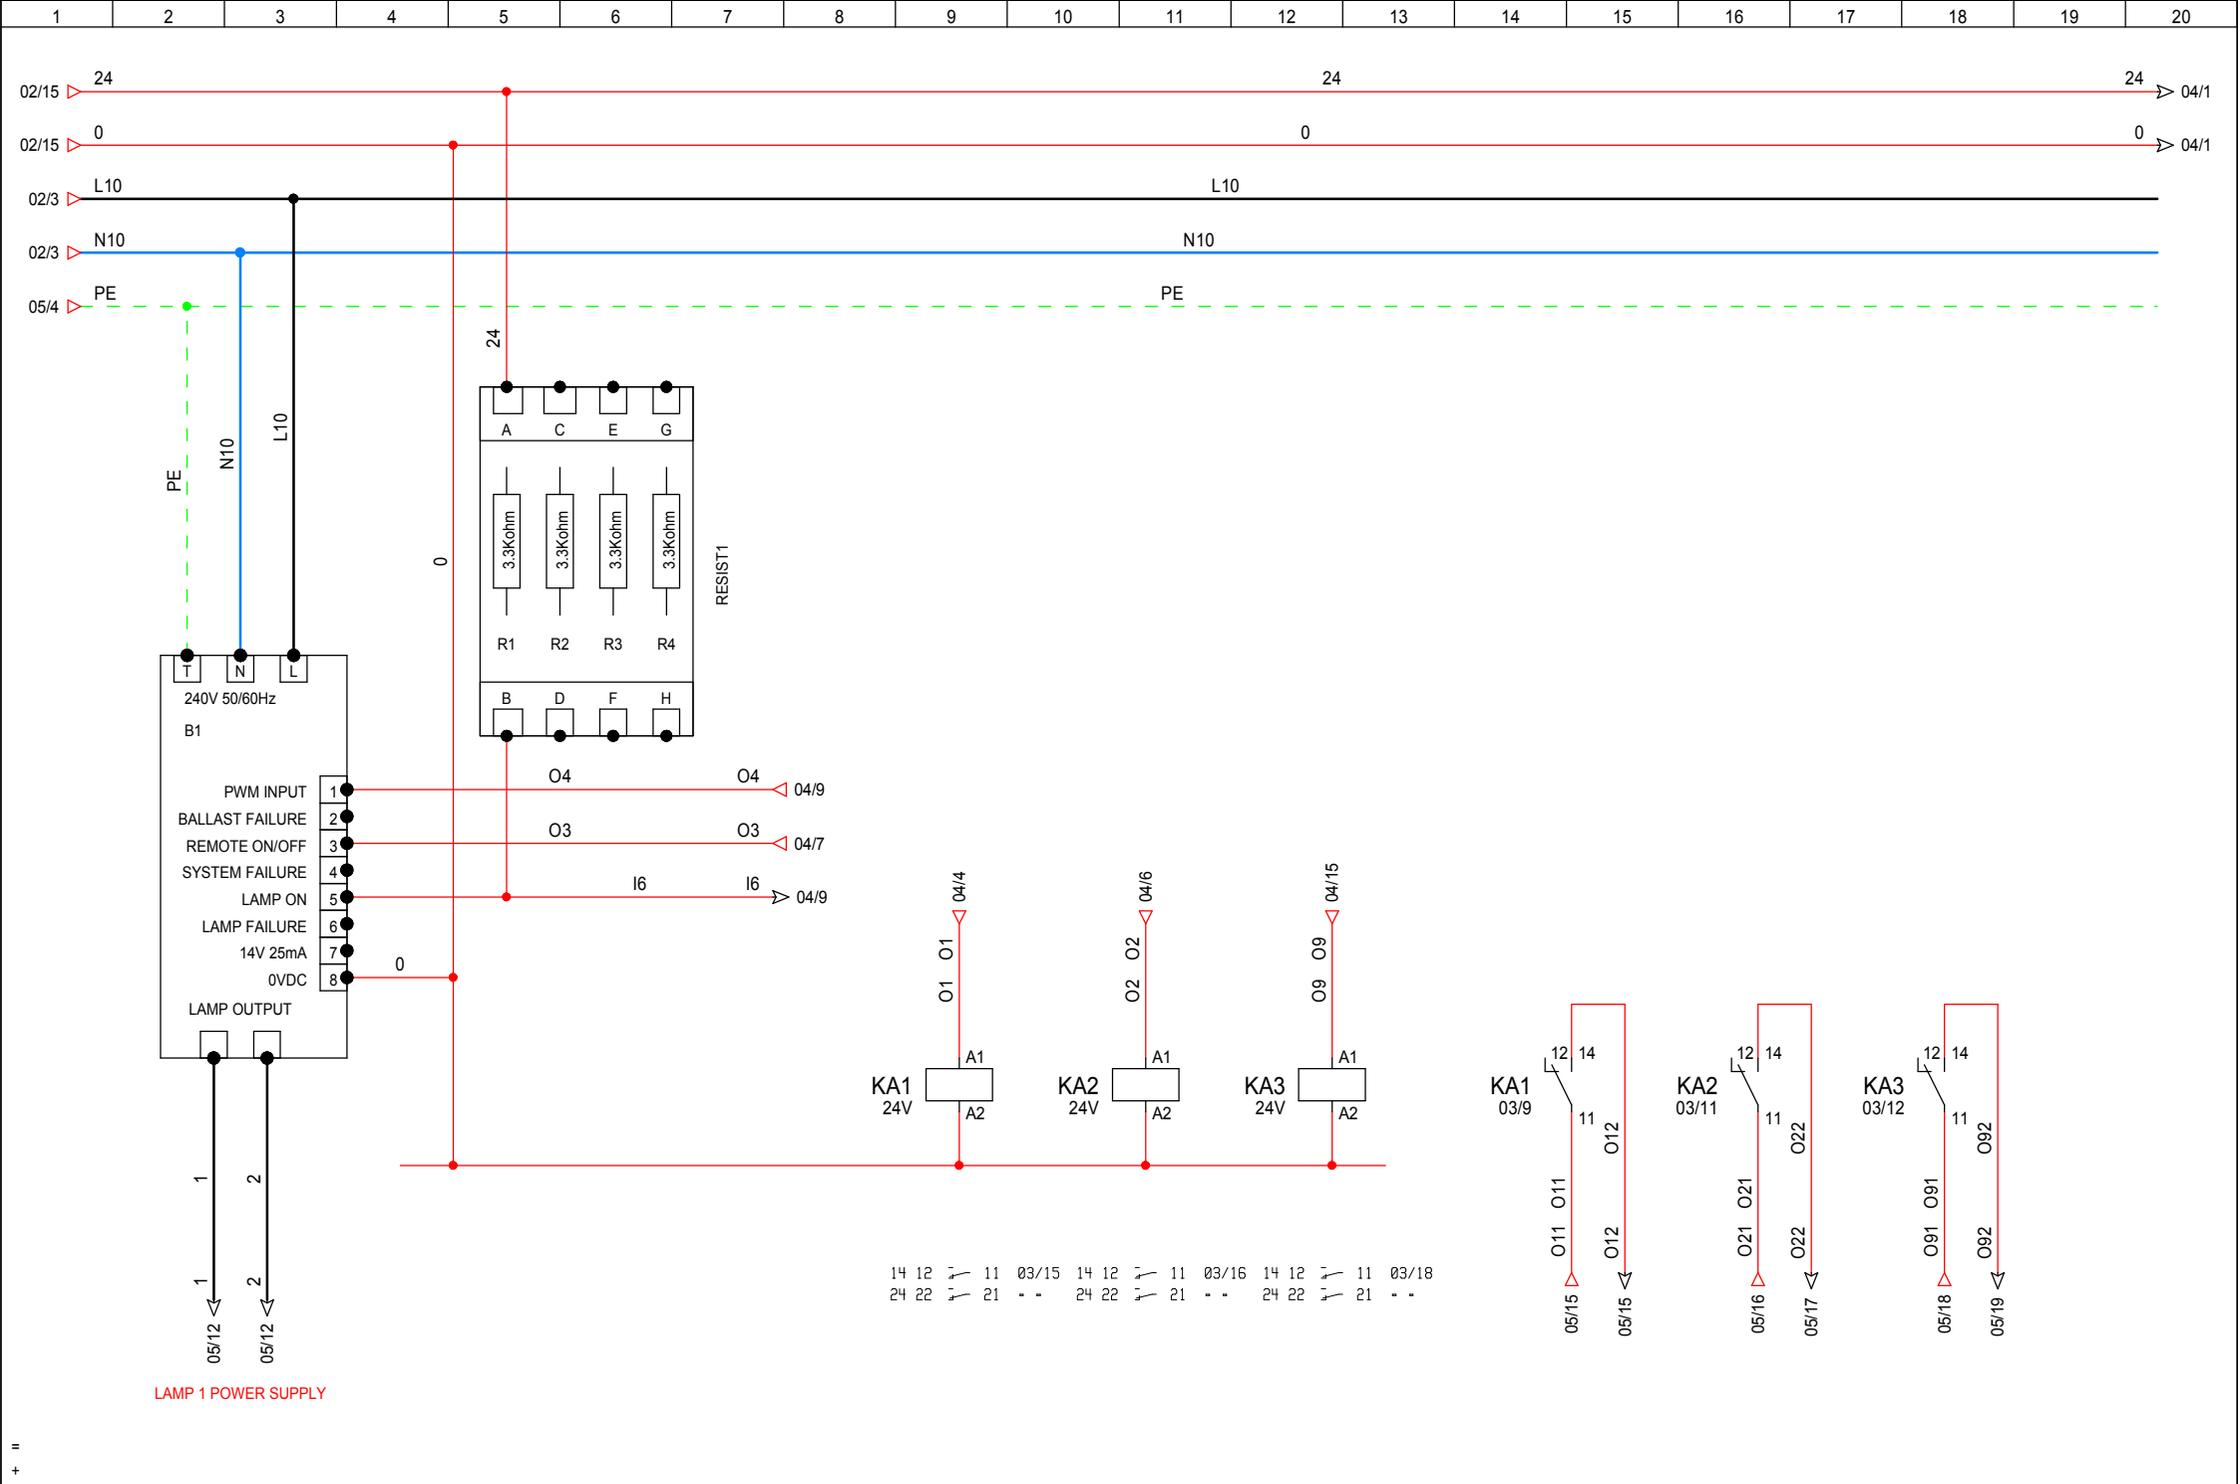 1 2 3 4 5 6 7 8 9 10 11 12 13 14 15 16 17 18 19 20
24 24 24
02/15 04/1
0 0 0
02/15 04/1
L10 L10
02/3
N10 N10
02/3
PE PE
05/4
24
PE
N10
L10
0
A C E G
3.3Kohm 3.3Kohm 3.3Kohm 3.3Kohm
RESIST1
R1 R2 R3 R4
B D F H
T N L
240V 50/60Hz
B1
PWM INPUT 1 O4 O4 04/9
BALLAST FAILURE 2
REMOTE ON/OFF 3 O3 O3 04/7
SYSTEM FAILURE 4
LAMP ON 5 I6 I6 04/9
LAMP FAILURE 6
14V 25mA 7
0VDC 8 0
LAMP OUTPUT
1 2
1 2
05/12 05/12
LAMP 1 POWER SUPPLY
04/4 04/6 04/15
O1 O2 O9
O1 O2 O9
A1 A1 A1
KA1 KA2 KA3
24V 24V 24V
A2 A2 A2
12 14 12 14 12 14
KA1 KA2 KA3
03/9 03/11 03/12
11 11 11
O12 O22 O92
O11 O21 O91
O11 O12 O21 O22 O91 O92
05/15 05/15 05/16 05/17 05/18 05/19
14 12 11 03/15 14 12 11 03/16 14 12 11 03/18
24 22 21 - - 24 22 21 - - 24 22 21 - -
=
+